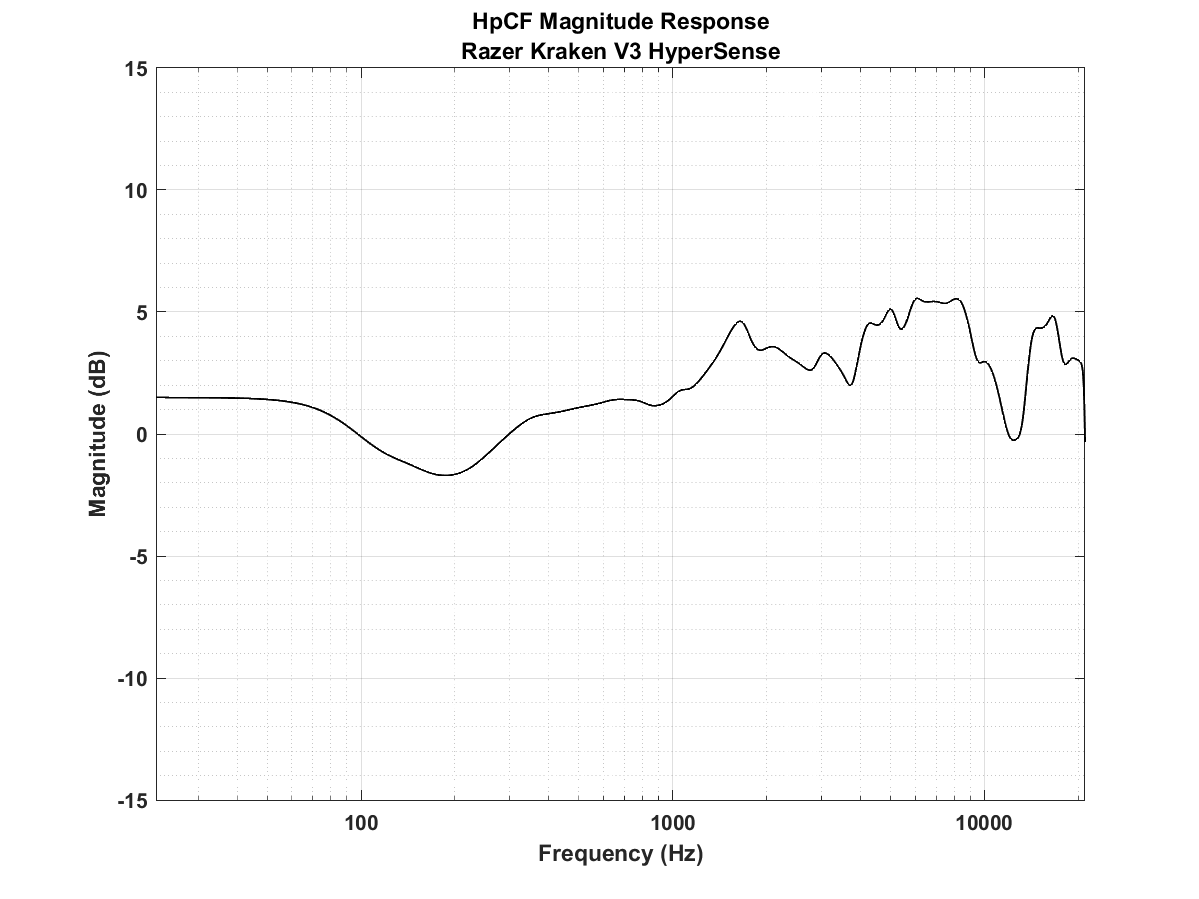 HpCF Magnitude Response
Razer Kraken V3 HyperSense
15
10
5
0
-5
-10
-15
Magnitude (dB)
100
1000
10000
Frequency (Hz)